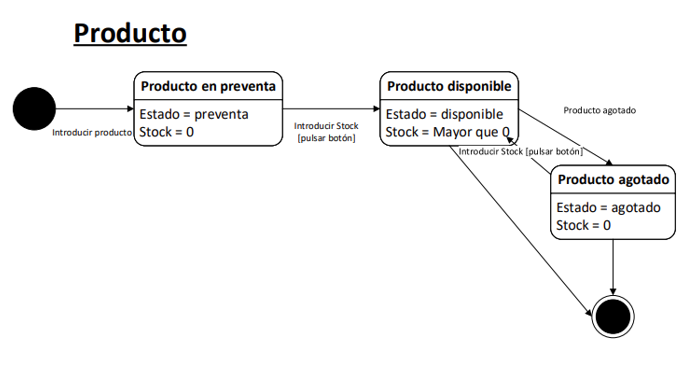 Producto
Producto en preventa
Estado = preventa
Stock = 0
Introducir producto
Introducir Stock
[pulsar botón]
Producto disponible
Estado = disponible
Stock = Mayor que 0
Producto agotado
Introducir Stock [pulsar botón]
Producto agotado
Estado = agotado
Stock = 0